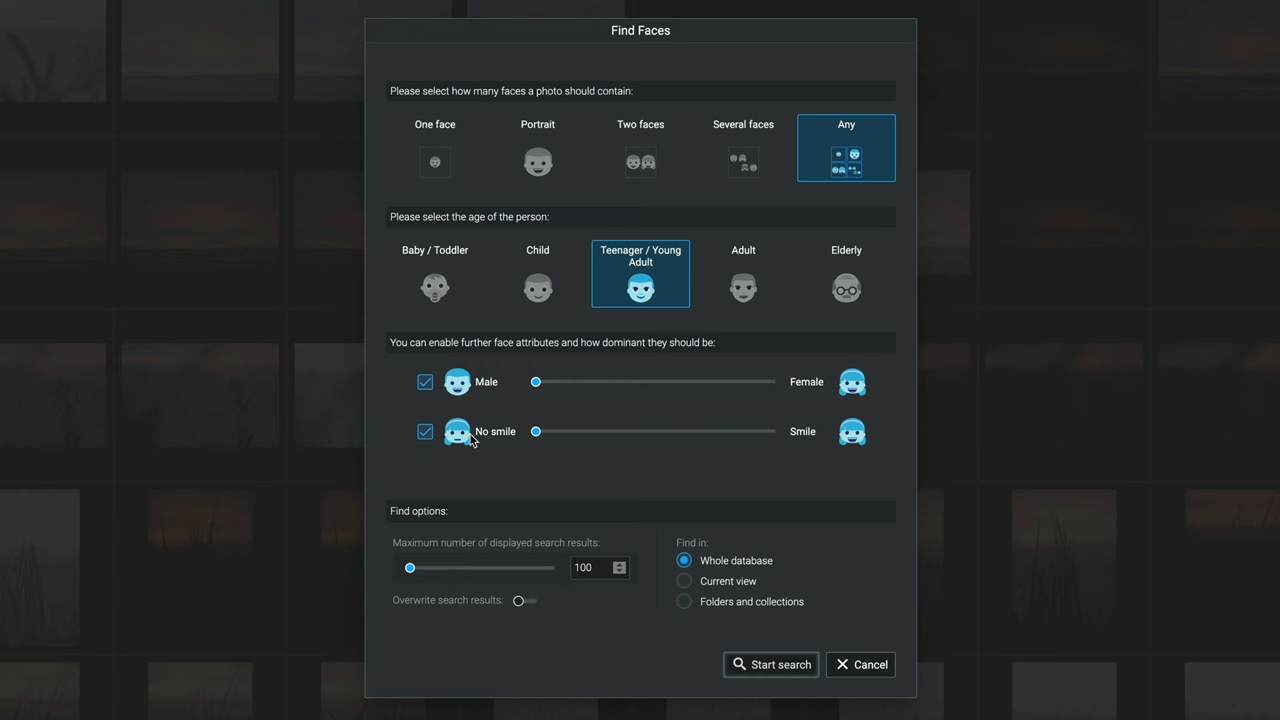 Find Faces
Please select how many faces a photo should contain:
One face
Portrait
Two faces
Several faces
Any
Please select the age of the person:
Baby / Toddler
Child
Teenager / Young
Adult
Adult
Elderly
You can enable further face attributes and how dominant they should be:
Male
Female
No smile
Smile
Find options:
Maximum number of displayed search results:
100
Overwrite search results:
Find in:
Whole database
Current view
Folders and collections
Start search
Cancel